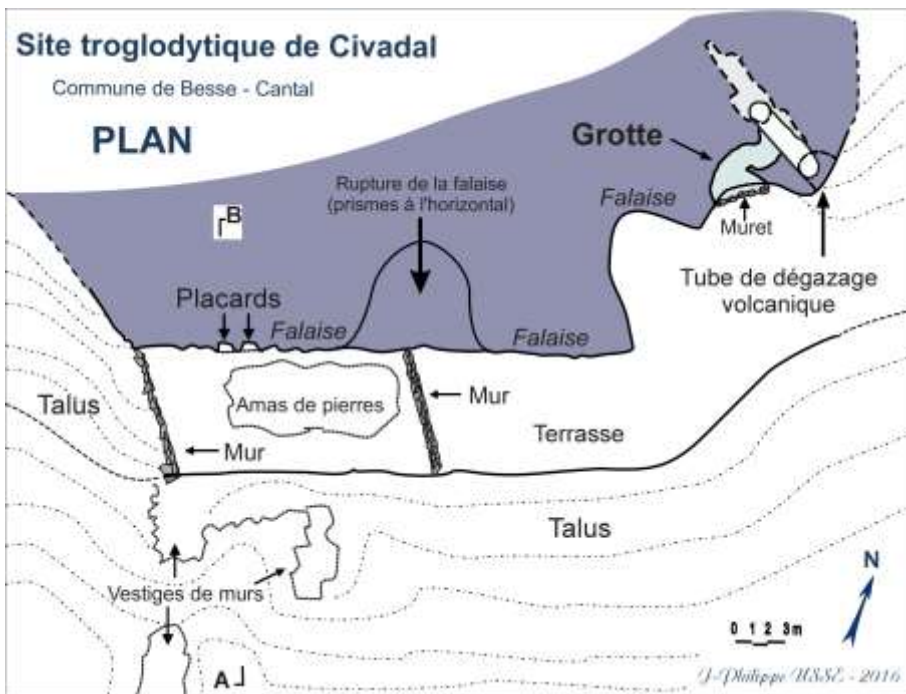 Site troglodytique de Civadal
Commune de Besse - Cantal
PLAN
Grotte
Rupture de la falaise
(prismes à l'horizontal)
B
Falaise
Muret
Placards
Tube de dégazage
volcanique
Falaise
Falaise
Talus
Amas de pierres
Mur
Mur
Terrasse
Talus
Vestiges de murs
N
0 1 2 3m
A
J-Philippe USSE - 2016